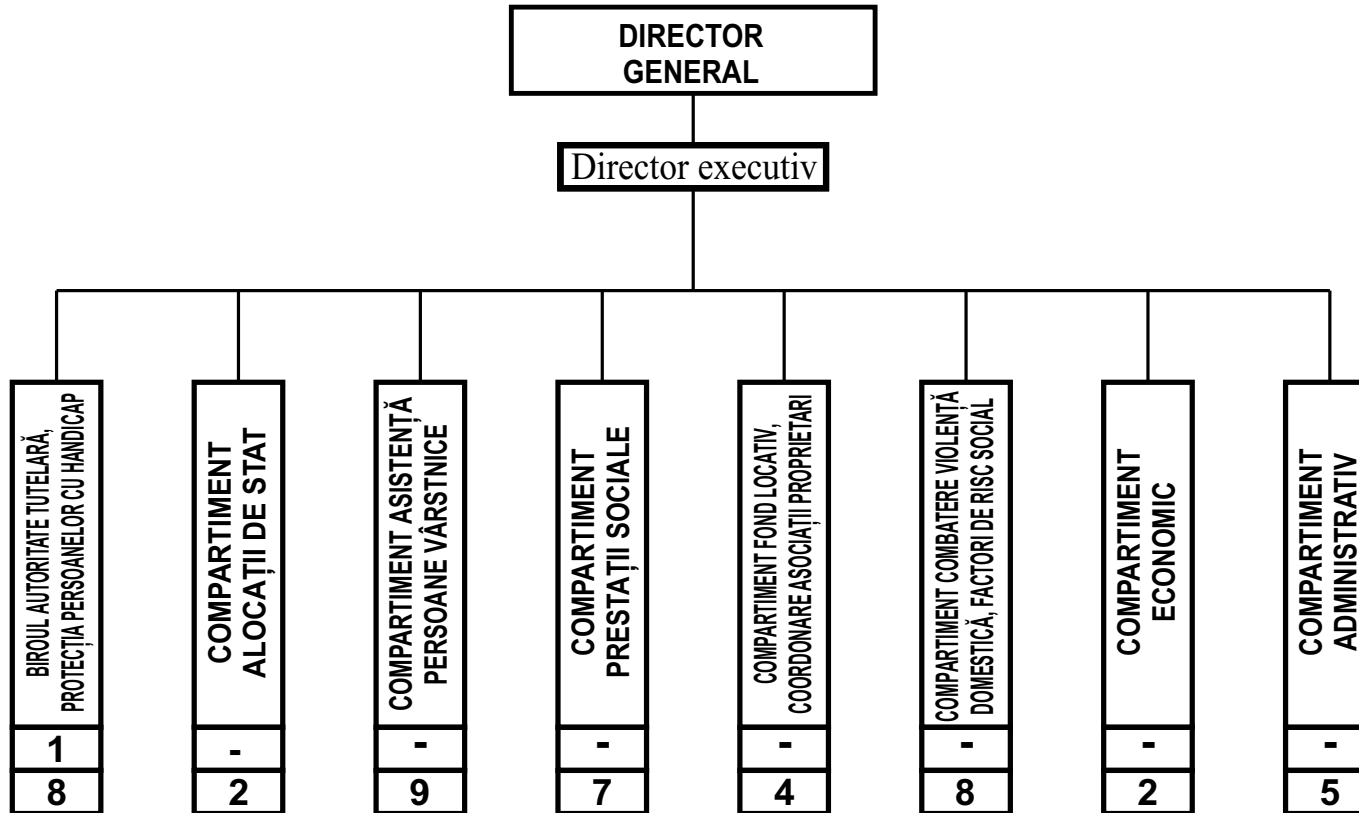 DIRECTOR
GENERAL
Director executiv
BIROUL AUTORITATE TUTELARĂ,
PROTECȚIA PERSOANELOR CU HANDICAP
COMPARTIMENT
ALOCAȚII DE STAT
COMPARTIMENT ASISTENȚĂ
PERSOANE VÂRSTNICE
COMPARTIMENT
PRESTAȚII SOCIALE
COMPARTIMENT FOND LOCATIV,
COORDONARE ASOCIAȚII PROPRIETARI
COMPARTIMENT COMBATERE VIOLENȚĂ
DOMESTICĂ, FACTORI DE RISC SOCIAL
COMPARTIMENT
ECONOMIC
COMPARTIMENT
ADMINISTRATIV
1 - - - - - - -
8 2 9 7 4 8 2 5